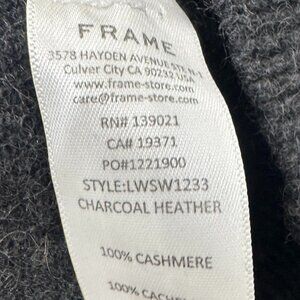 FRAME
3578 HAYDEN AVENUE STE
Culver City CA 90232 USA
www.frame-store.com
care@frame-store.com
RN# 139021
CA# 19371
PO#1221900
STYLE:LWSW1233
CHARCOAL HEATHER
100% CASHMERE
100%